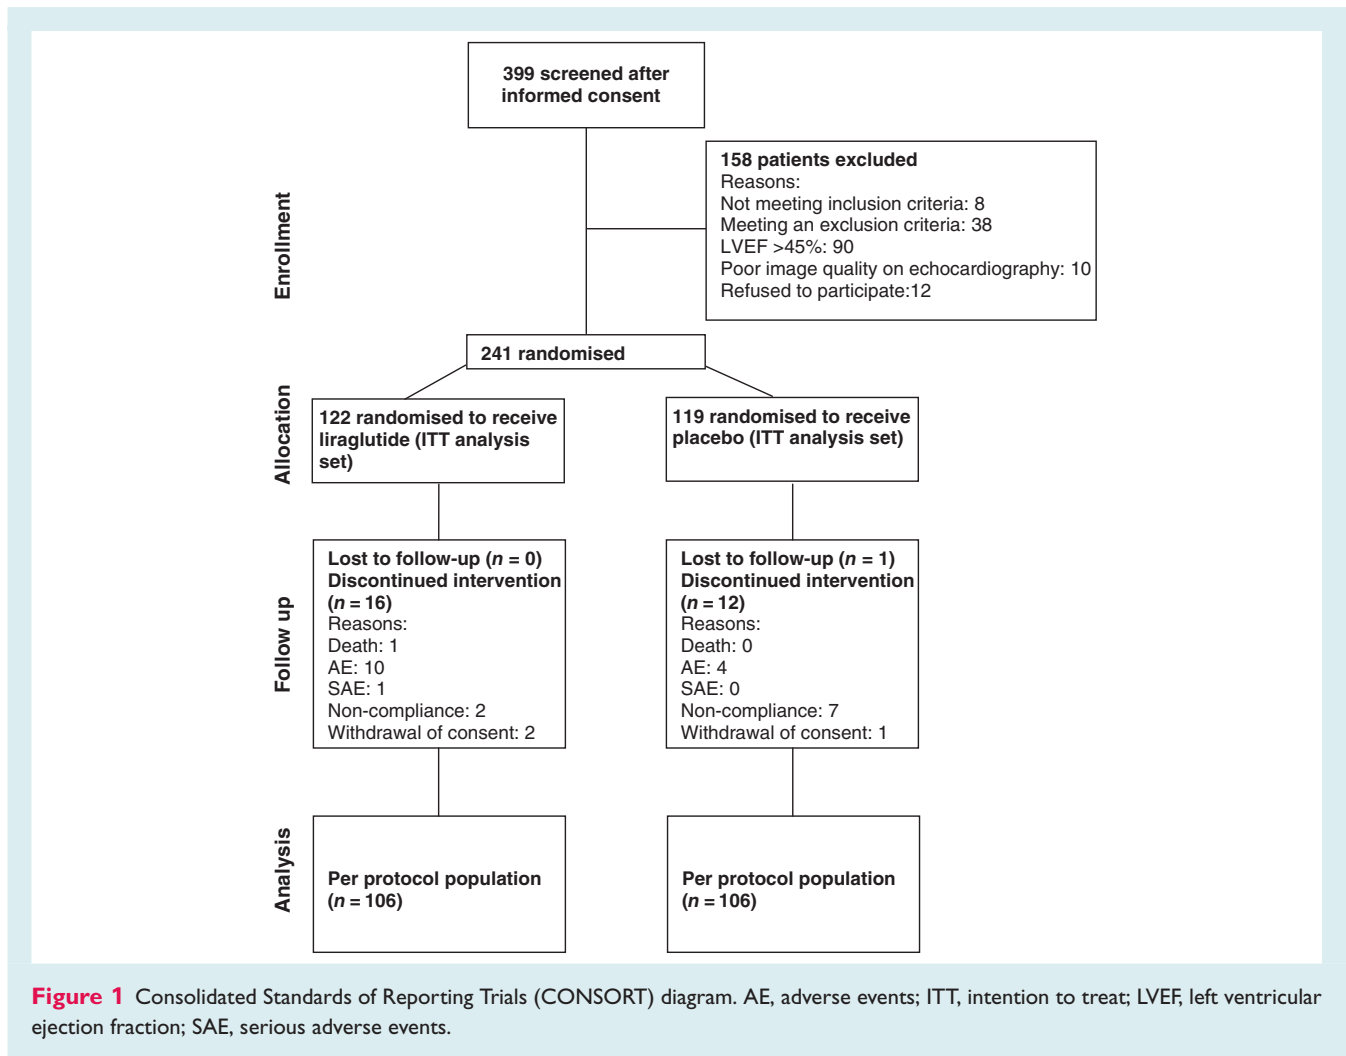 399 screened after
informed consent
158 patients excluded
Reasons:
Not meeting inclusion criteria: 8
Meeting an exclusion criteria: 38
LVEF >45%: 90
Poor image quality on echocardiography: 10
Refused to participate:12
Enrollment
241 randomised
Allocation
122 randomised to receive
liraglutide (ITT analysis
set)
119 randomised to receive
placebo (ITT analysis set)
Follow up
Lost to follow-up (n = 0)
Discontinued intervention
(n = 16)
Reasons:
Death: 1
AE: 10
SAE: 1
Non-compliance: 2
Withdrawal of consent: 2
Lost to follow-up (n = 1)
Discontinued intervention
(n = 12)
Reasons:
Death: 0
AE: 4
SAE: 0
Non-compliance: 7
Withdrawal of consent: 1
Analysis
Per protocol population
(n = 106)
Per protocol population
(n = 106)
Figure 1 Consolidated Standards of Reporting Trials (CONSORT) diagram. AE, adverse events; ITT, intention to treat; LVEF, left ventricular
ejection fraction; SAE, serious adverse events.